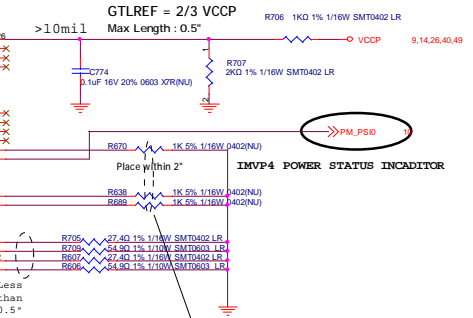 GTLREF = 2/3 VCCP
>10mil
Max Length : 0.5"
R706 1KΩ 1% 1/16W SMT0402 LR
26
VCCP
9,14,26,40,49
1
R707
2KΩ 1% 1/16W SMT0402 LR
C774
0.1uF 16V 20% 0603 X7R(NU)
2
PM_PSI0
R670 1K 5% 1/16W 0402(NU)
Place within 2"
IMVP4 POWER STATUS INCADITOR
R638 1K 5% 1/16W 0402(NU)
R689 1K 5% 1/16W 0402(NU)
R705 27.4Ω 1% 1/16W SMT0402 LR
R709 54.9Ω 1% 1/10W SMT0603 LR
R607 27.4Ω 1% 1/16W SMT0402 LR
R606 54.9Ω 1% 1/10W SMT0603 LR
Less
than
0.5"